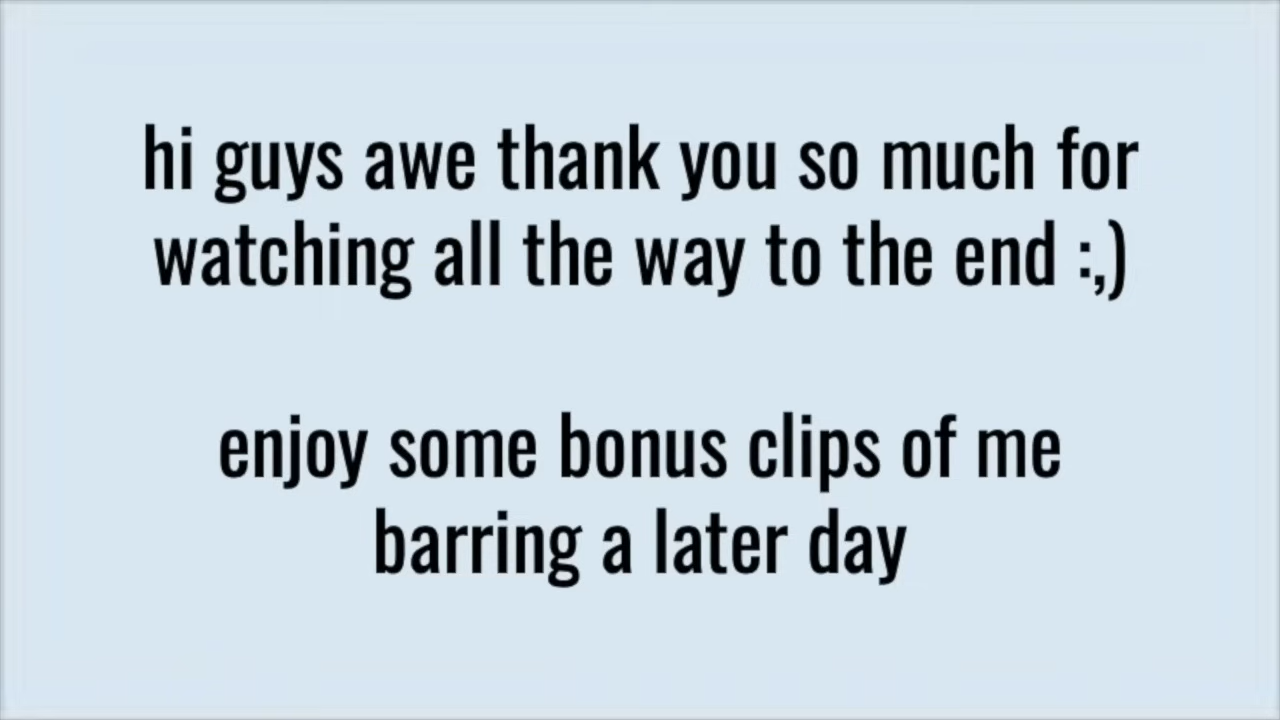 hi guys awe thank you so much for
watching all the way to the end :,)
enjoy some bonus clips of me
barring a later day